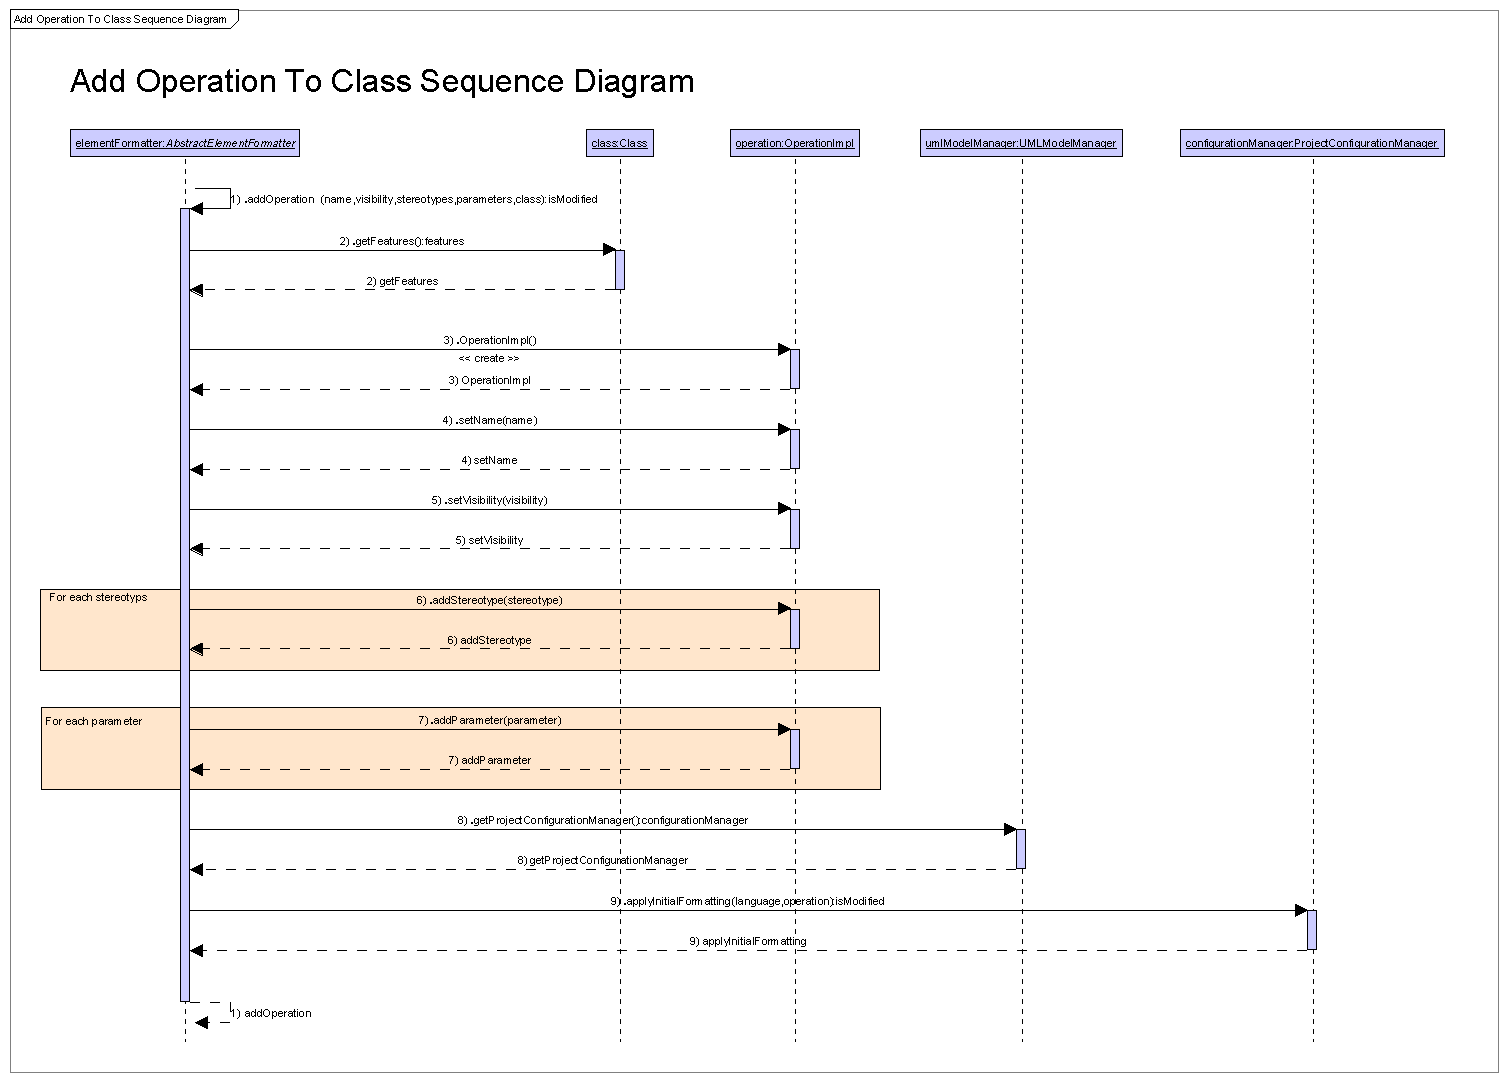 Add Operation To Class Sequence Diagram
Add Operation To Class Sequence Diagram
elementFormatter:AbstractElementFormatter
class:Class
operation:OperationImpl
umlModelManager:UMLModelManager
configurationManager:ProjectConfigurationManager
1) .addOperation (name,visibility,stereotypes,parameters,class):isModified
2) .getFeatures():features
2) getFeatures
3) .OperationImpl()
<< create >>
3) OperationImpl
4) .setName(name)
4) setName
5) .setVisibility(visibility)
5) setVisibility
For each stereotyps
6) .addStereotype(stereotype)
6) addStereotype
For each parameter
7) .addParameter(parameter)
7) addParameter
8) .getProjectConfigurationManager():configurationManager
8) getProjectConfigurationManager
9) .applyInitialFormatting(language,operation):isModified
9) applyInitialFormatting
1) addOperation